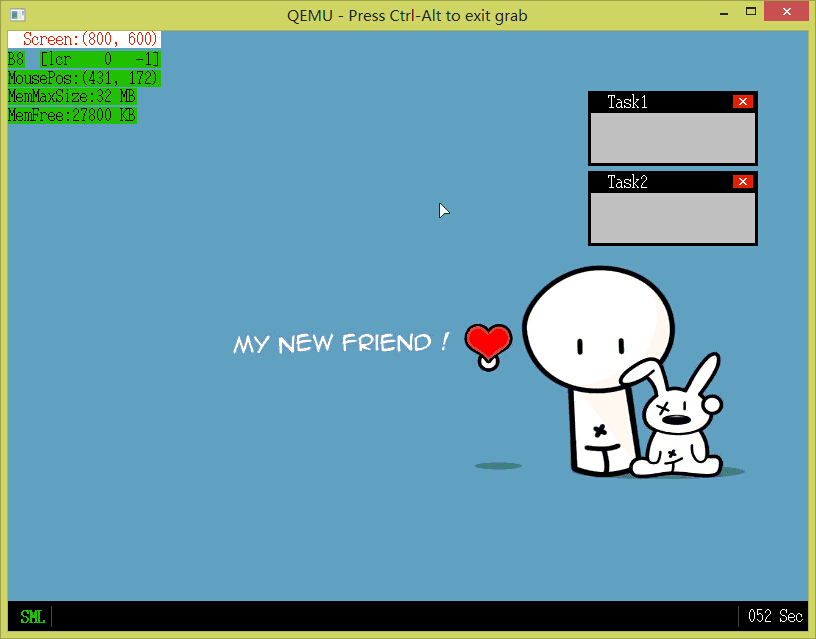 QEMU - Press Ctrl-Alt to exit grab
Screen:(800, 600)
B8 [lcr 0 -1]
MousePos:(431, 172)
MemMaxSize:32 MB
MemFree:27800 KB
Task1
Task2
MY NEW FRIEND !
SML
052 Sec